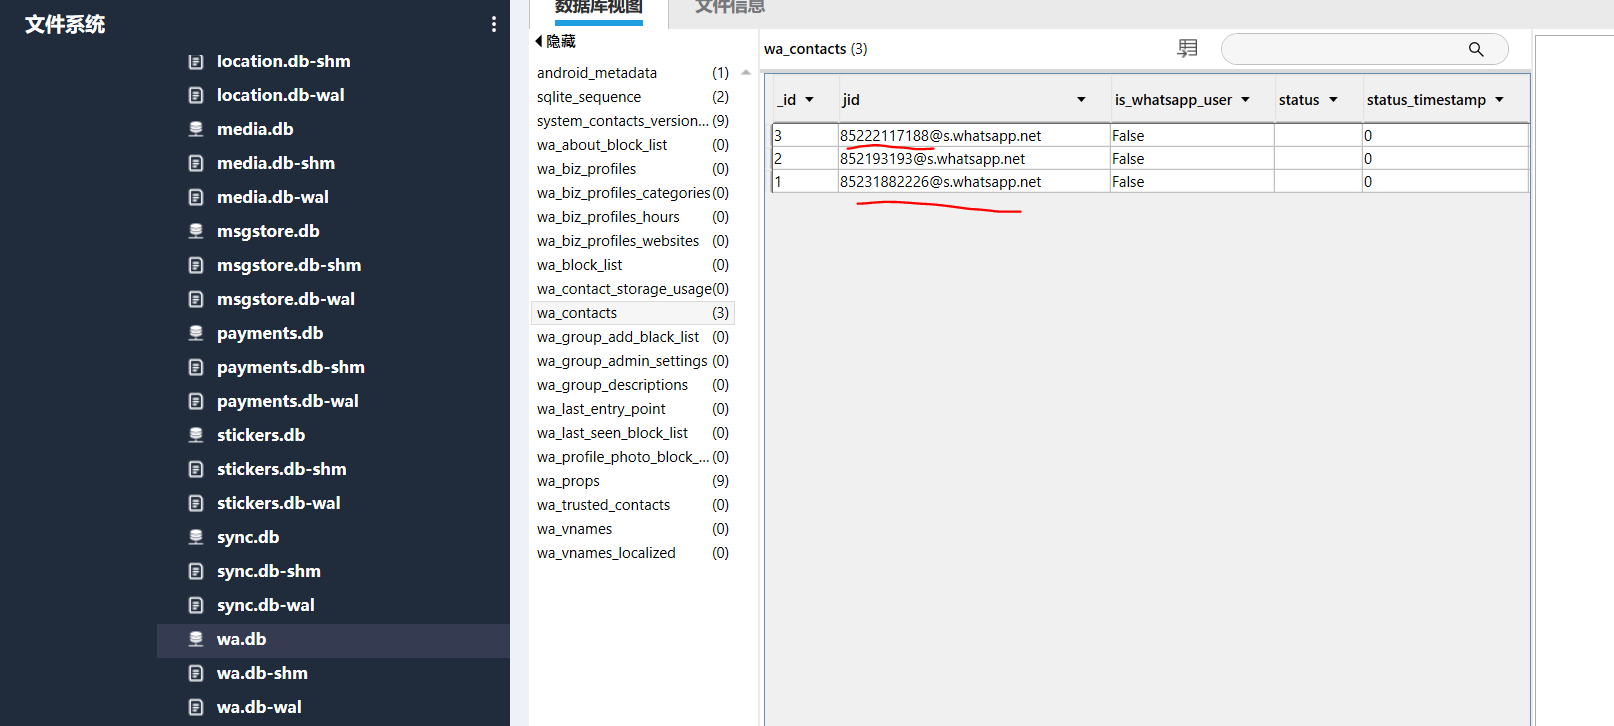 文件系统
location.db-shm
location.db-wal
media.db
media.db-shm
media.db-wal
msgstore.db
msgstore.db-shm
msgstore.db-wal
payments.db
payments.db-shm
payments.db-wal
stickers.db
stickers.db-shm
stickers.db-wal
sync.db
sync.db-shm
sync.db-wal
wa.db
wa.db-shm
wa.db-wal
数据库视图 文件信息
隐藏
android_metadata (1)
sqlite_sequence (2)
system_contacts_version... (9)
wa_about_block_list (0)
wa_biz_profiles (0)
wa_biz_profiles_categories (0)
wa_biz_profiles_hours (0)
wa_biz_profiles_websites (0)
wa_block_list (0)
wa_contact_storage_usage (0)
wa_contacts (3)
wa_group_add_black_list (0)
wa_group_admin_settings (0)
wa_group_descriptions (0)
wa_last_entry_point (0)
wa_last_seen_block_list (0)
wa_profile_photo_block_... (0)
wa_props (9)
wa_trusted_contacts (0)
wa_vnames (0)
wa_vnames_localized (0)
wa_contacts (3)
_id jid is_whatsapp_user status status_timestamp
3 85222117188@s.whatsapp.net False 0
2 852193193@s.whatsapp.net False 0
1 85231882226@s.whatsapp.net False 0